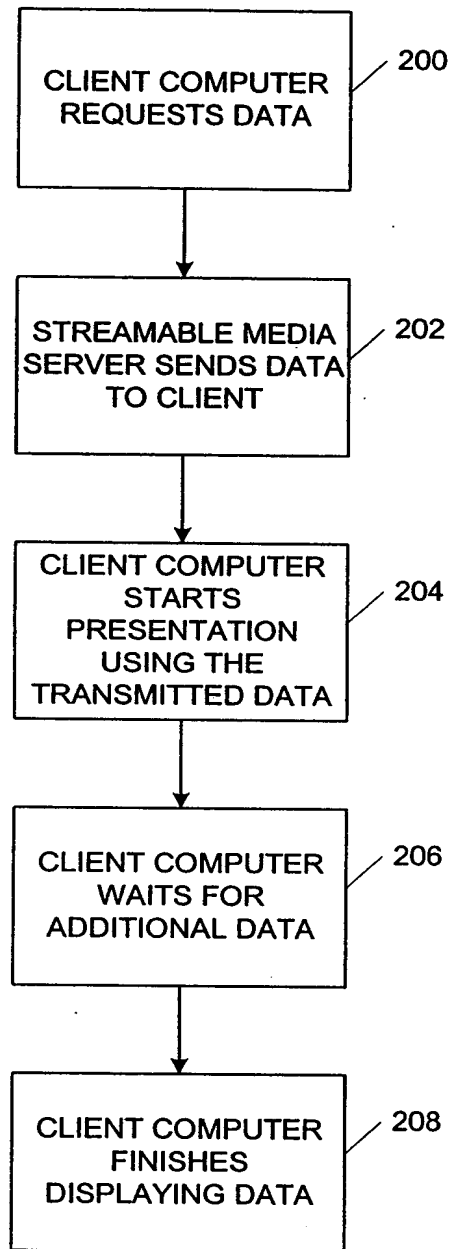 CLIENT COMPUTER
REQUESTS DATA
200
STREAMABLE MEDIA
SERVER SENDS DATA
TO CLIENT
202
CLIENT COMPUTER
STARTS
PRESENTATION
USING THE
TRANSMITTED DATA
204
CLIENT COMPUTER
WAITS FOR
ADDITIONAL DATA
206
CLIENT COMPUTER
FINISHES
DISPLAYING DATA
208